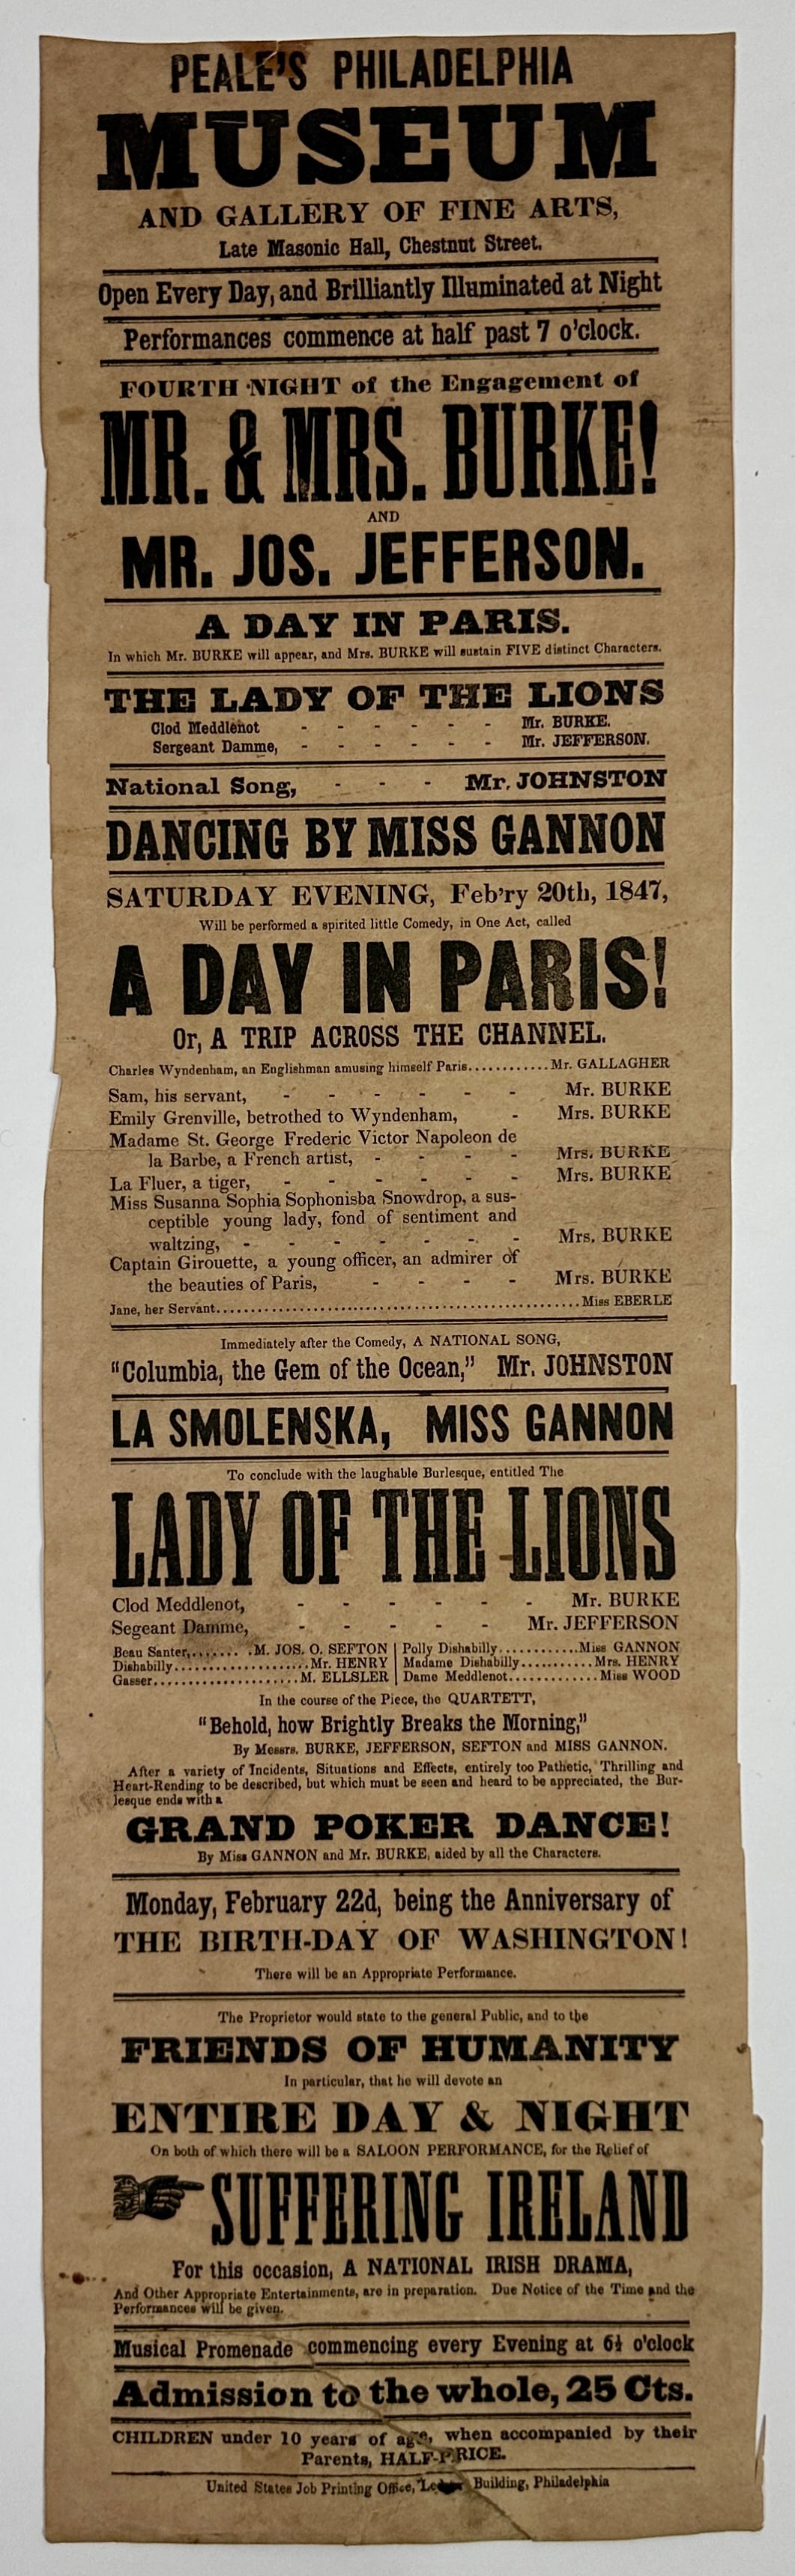 PEALE'S PHILADELPHIA
MUSEUM
AND GALLERY OF FINE ARTS,
Late Masonic Hall, Chestnut Street.
Open Every Day, and Brilliantly Illuminated at Night
Performances commence at half past 7 o'clock.
FOURTH NIGHT of the Engagement of
MR. & MRS. BURKE!
AND
MR. JOS. JEFFERSON.
A DAY IN PARIS.
In which Mr. BURKE will appear, and Mrs. BURKE will sustain FIVE distinct Characters.
THE LADY OF THE LIONS
Clod Meddlenot - - - - - - Mr. BURKE.
Sergeant Damme, - - - - - - Mr. JEFFERSON.
National Song, - - - Mr. JOHNSTON
DANCING BY MISS GANNON
SATURDAY EVENING, Feb'ry 20th, 1847,
Will be performed a spirited little Comedy, in One Act, called
A DAY IN PARIS!
Or, A TRIP ACROSS THE CHANNEL.
Charles Wyndenham, an Englishman amusing himself Paris............Mr. GALLAGHER
Sam, his servant, - - - - - - Mr. BURKE
Emily Grenville, betrothed to Wyndenham, - Mrs. BURKE
Madame St. George Frederic Victor Napoleon de
la Barbe, a French artist, - - - - Mrs. BURKE
La Fluer, a tiger, - - - - - - Mrs. BURKE
Miss Susanna Sophia Sophonisba Snowdrop, a sus-
ceptible young lady, fond of sentiment and
waltzing, - - - - - - - Mrs. BURKE
Captain Girouette, a young officer, an admirer of
the beauties of Paris, - - - - Mrs. BURKE
Jane, her Servant......................................................Miss EBERLE
Immediately after the Comedy, A NATIONAL SONG,
"Columbia, the Gem of the Ocean," Mr. JOHNSTON
LA SMOLENSKA, MISS GANNON
To conclude with the laughable Burlesque, entitled The
LADY OF THE LIONS
Clod Meddlenot, - - - - - - Mr. BURKE
Segeant Damme, - - - - - Mr. JEFFERSON
Beau Santer,........M. JOS. O. SEFTON | Polly Dishabilly............Miss GANNON
Dishabilly....................Mr. HENRY | Madame Dishabilly...........Mrs. HENRY
Gasser......................M. ELLSLER | Dame Meddlenot.............Miss WOOD
In the course of the Piece, the QUARTETT,
"Behold, how Brightly Breaks the Morning,"
By Messrs. BURKE, JEFFERSON, SEFTON and MISS GANNON.
After a variety of Incidents, Situations and Effects, entirely too Pathetic, Thrilling and
Heart-Rending to be described, but which must be seen and heard to be appreciated, the Bur-
lesque ends with a
GRAND POKER DANCE!
By Miss GANNON and Mr. BURKE, aided by all the Characters.
Monday, February 22d, being the Anniversary of
THE BIRTH-DAY OF WASHINGTON!
There will be an Appropriate Performance.
The Proprietor would state to the general Public, and to the
FRIENDS OF HUMANITY
In particular, that he will devote an
ENTIRE DAY & NIGHT
On both of which there will be a SALOON PERFORMANCE, for the Relief of
SUFFERING IRELAND
For this occasion, A NATIONAL IRISH DRAMA,
And Other Appropriate Entertainments, are in preparation. Due Notice of the Time and the
Performances will be given.
Musical Promenade commencing every Evening at 6½ o'clock
Admission to the whole, 25 Cts.
CHILDREN under 10 years of age, when accompanied by their
Parents, HALF-PRICE.
United States Job Printing Office, Building, Philadelphia